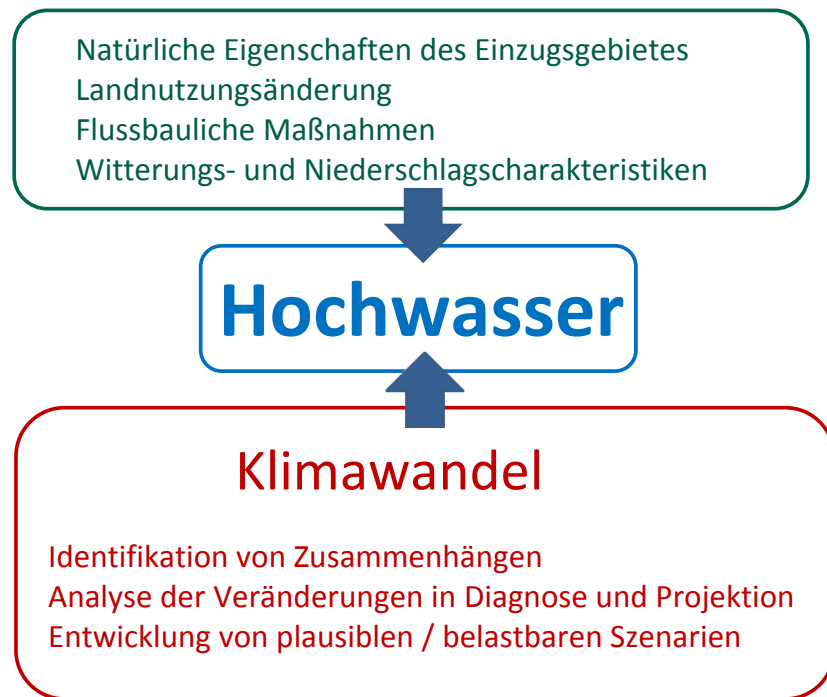 Natürliche Eigenschaften des Einzugsgebietes
Landnutzungsänderung
Flussbauliche Maßnahmen
Witterungs- und Niederschlagscharakteristiken
Hochwasser
Klimawandel
Identifikation von Zusammenhängen
Analyse der Veränderungen in Diagnose und Projektion
Entwicklung von plausiblen / belastbaren Szenarien